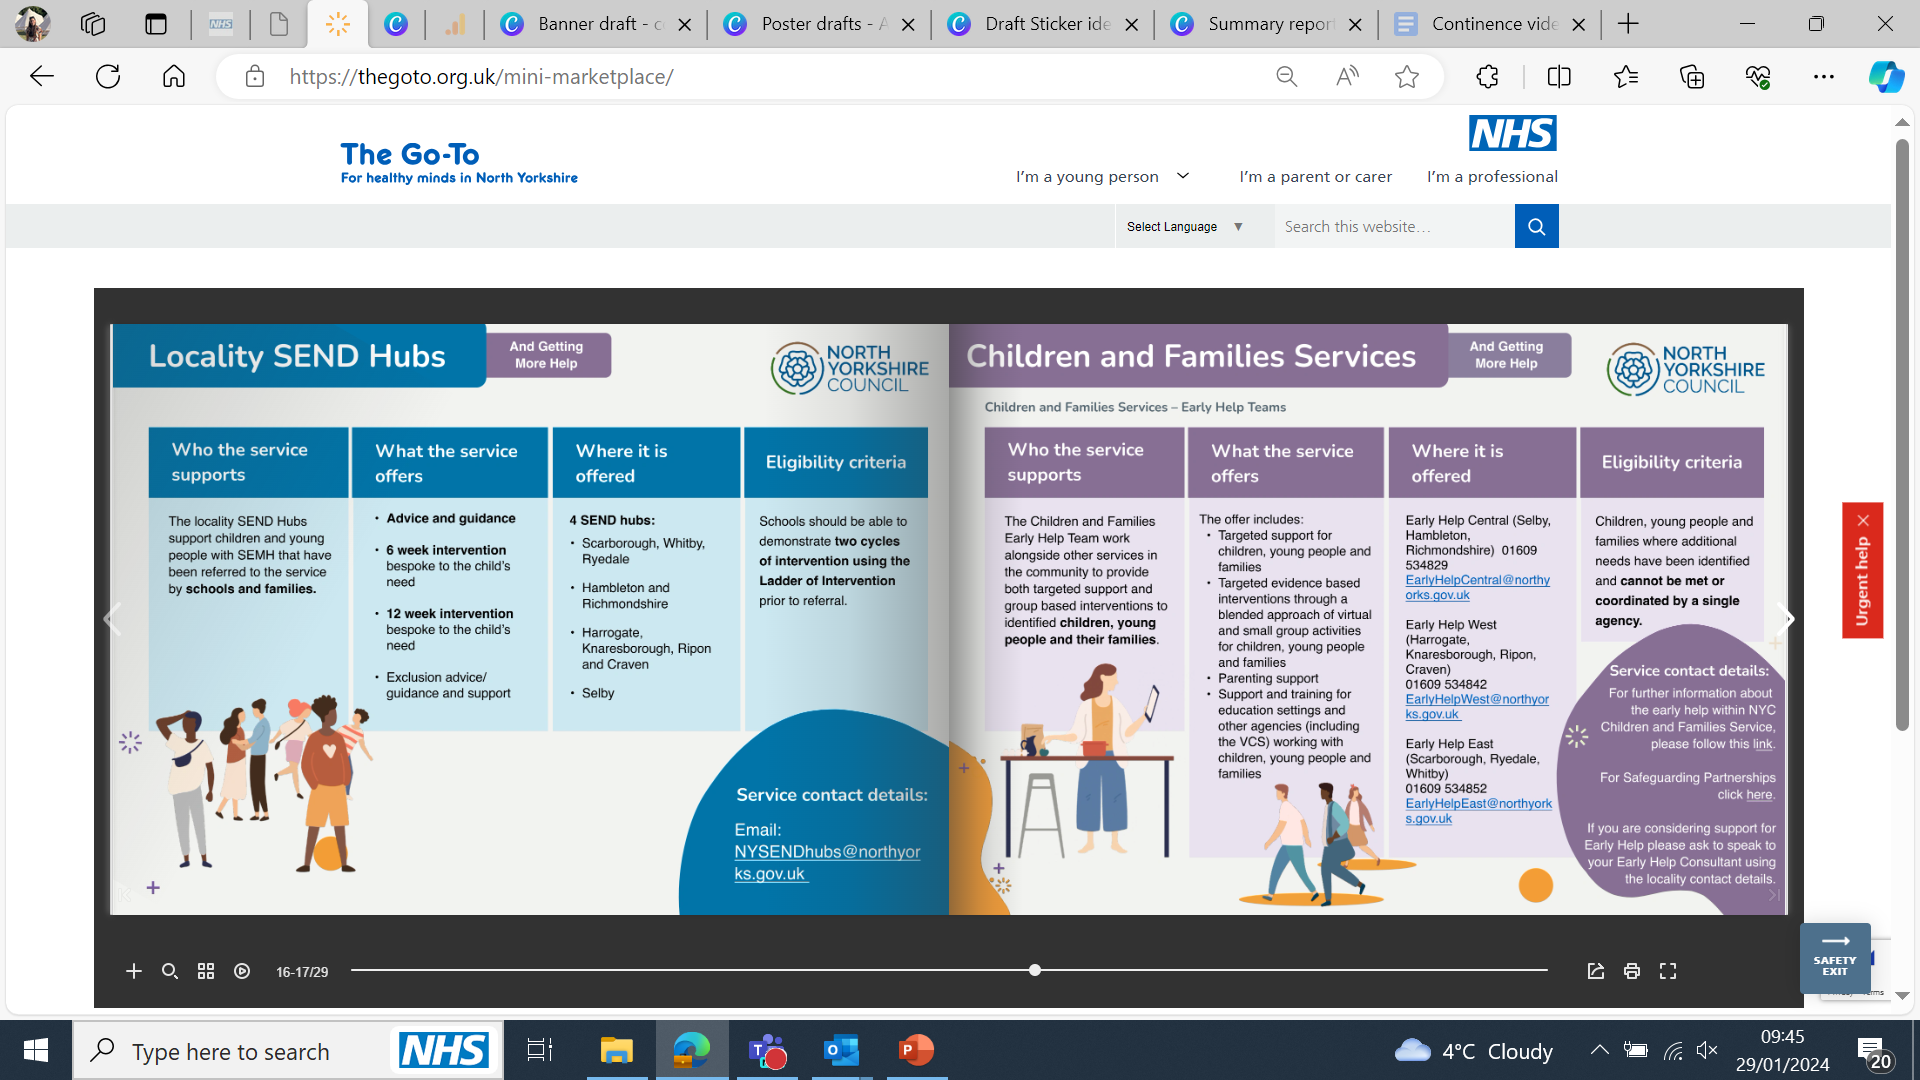 NHS
Banner draft - c
Poster drafts - A
Draft Sticker ide
Summary repor
Continence vide
https://thegoto.org.uk/mini-marketplace/
The Go-To
For healthy minds in North Yorkshire
NHS
I'm a young person
I'm a parent or carer
I'm a professional
Select Language
Search this website...
Locality SEND Hubs
And Getting
More Help
NORTH
YORKSHIRE
COUNCIL
Who the service
supports
The locality SEND Hubs
support children and young
people with SEMH that have
been referred to the service
by schools and families.
What the service
offers
• Advice and guidance
• 6 week intervention
bespoke to the child's
need
• 12 week intervention
bespoke to the child's
need
• Exclusion advice/
guidance and support
Where it is
offered
4 SEND hubs:
• Scarborough, Whitby,
Ryedale
• Hambleton and
Richmondshire
• Harrogate,
Knaresborough, Ripon
and Craven
• Selby
Eligibility criteria
Schools should be able to
demonstrate two cycles
of intervention using the
Ladder of Intervention
prior to referral.
Service contact details:
Email:
NYSENDhubs@northyor
ks.gov.uk
Children and Families Services
And Getting
More Help
NORTH
YORKSHIRE
COUNCIL
Children and Families Services – Early Help Teams
Who the service
supports
The Children and Families
Early Help Team work
alongside other services in
the community to provide
both targeted support and
group based interventions to
identified children, young
people and their families.
What the service
offers
The offer includes:
• Targeted support for
children, young people and
families
• Targeted evidence based
interventions through a
blended approach of virtual
and small group activities
for children, young people
and families
• Parenting support
• Support and training for
education settings and
other agencies (including
the VCS) working with
children, young people and
families
Where it is
offered
Early Help Central (Selby,
Hambleton,
Richmondshire) 01609
534829
EarlyHelpCentral@northy
orks.gov.uk
Early Help West
(Harrogate,
Knaresborough, Ripon,
Craven)
01609 534842
EarlyHelpWest@northyor
ks.gov.uk
Early Help East
(Scarborough, Ryedale,
Whitby)
01609 534852
EarlyHelpEast@northyork
s.gov.uk
Eligibility criteria
Children, young people and
families where additional
needs have been identified
and cannot be met or
coordinated by a single
agency.
Service contact details:
For further information about
the early help within NYC
Children and Families Service,
please follow this link.
For Safeguarding Partnerships
click here.
If you are considering support for
Early Help please ask to speak to
your Early Help Consultant using
the locality contact details.
Urgent help
SAFETY
EXIT
16-17/29
Type here to search
NHS
4°C Cloudy
09:45
29/01/2024
20